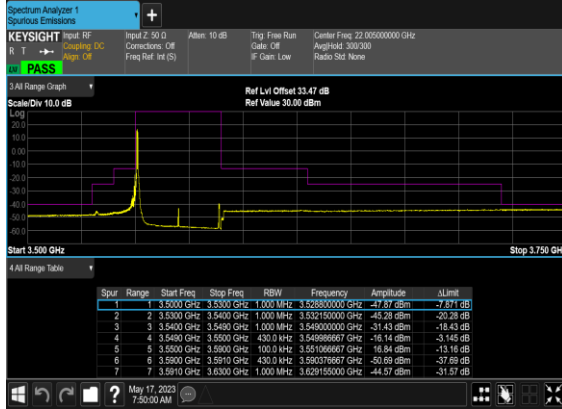 Spectrum Analyzer 1
Spurious Emissions
KEYSIGHT Input: RF Input Z: 50 Ω Atten: 10 dB Trig: Free Run Center Freq: 22.005000000 GHz
R T Coupling: DC Corrections: Off Gate: Off Avg|Hold: 300/300
Align: Off Freq Ref: Int (S) IF Gain: Low Radio Std: None
PASS
3 All Range Graph
Ref Lvl Offset 33.47 dB
Scale/Div 10.0 dB Ref Value 30.00 dBm
Log
20.0
10.0
0.00
-10.0
-20.0
-30.0
-40.0
-50.0
-60.0
Start 3.500 GHz Stop 3.750 GH
4 All Range Table
Spur Range Start Freq Stop Freq RBW Frequency Amplitude ΔLimit
1 1 3.5000 GHz 3.5300 GHz 1.000 MHz 3.528800000 GHz -47.87 dBm -7.871 dB
2 2 3.5300 GHz 3.5400 GHz 1.000 MHz 3.532150000 GHz -45.28 dBm -20.28 dB
3 3 3.5400 GHz 3.5490 GHz 1.000 MHz 3.549000000 GHz -31.43 dBm -18.43 dB
4 4 3.5490 GHz 3.5500 GHz 430.0 kHz 3.549986667 GHz -16.14 dBm -3.145 dB
5 5 3.5500 GHz 3.5900 GHz 100.0 kHz 3.551066667 GHz 16.84 dBm -13.16 dB
6 6 3.5900 GHz 3.5910 GHz 430.0 kHz 3.590376667 GHz -50.69 dBm -37.69 dB
7 7 3.5910 GHz 3.6300 GHz 1.000 MHz 3.629155000 GHz -44.57 dBm -31.57 dB
May 17, 2023
7:50:00 AM